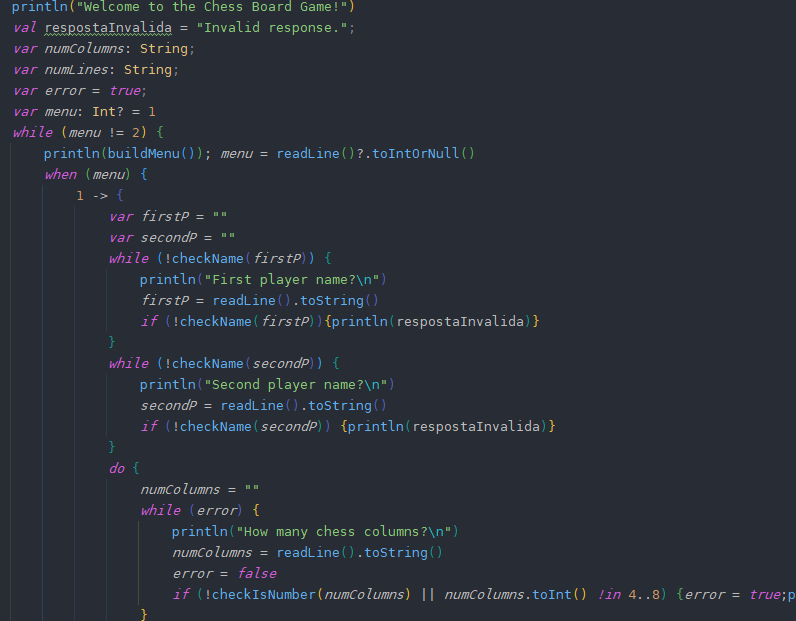 println("Welcome to the Chess Board Game!")
val respostaInvalida = "Invalid response.";
var numColumns: String;
var numLines: String;
var error = true;
var menu: Int? = 1
while (menu != 2) {
    println(buildMenu()); menu = readLine()?.toIntOrNull()
    when (menu) {
        1 -> {
            var firstP = ""
            var secondP = ""
            while (!checkName(firstP)) {
                println("First player name?\n")
                firstP = readLine().toString()
                if (!checkName(firstP)){println(respostaInvalida)}
            }
            while (!checkName(secondP)) {
                println("Second player name?\n")
                secondP = readLine().toString()
                if (!checkName(secondP)) {println(respostaInvalida)}
            }
            do {
                numColumns = ""
                while (error) {
                    println("How many chess columns?\n")
                    numColumns = readLine().toString()
                    error = false
                    if (!checkIsNumber(numColumns) || numColumns.toInt() !in 4..8) {error = true;p
                }